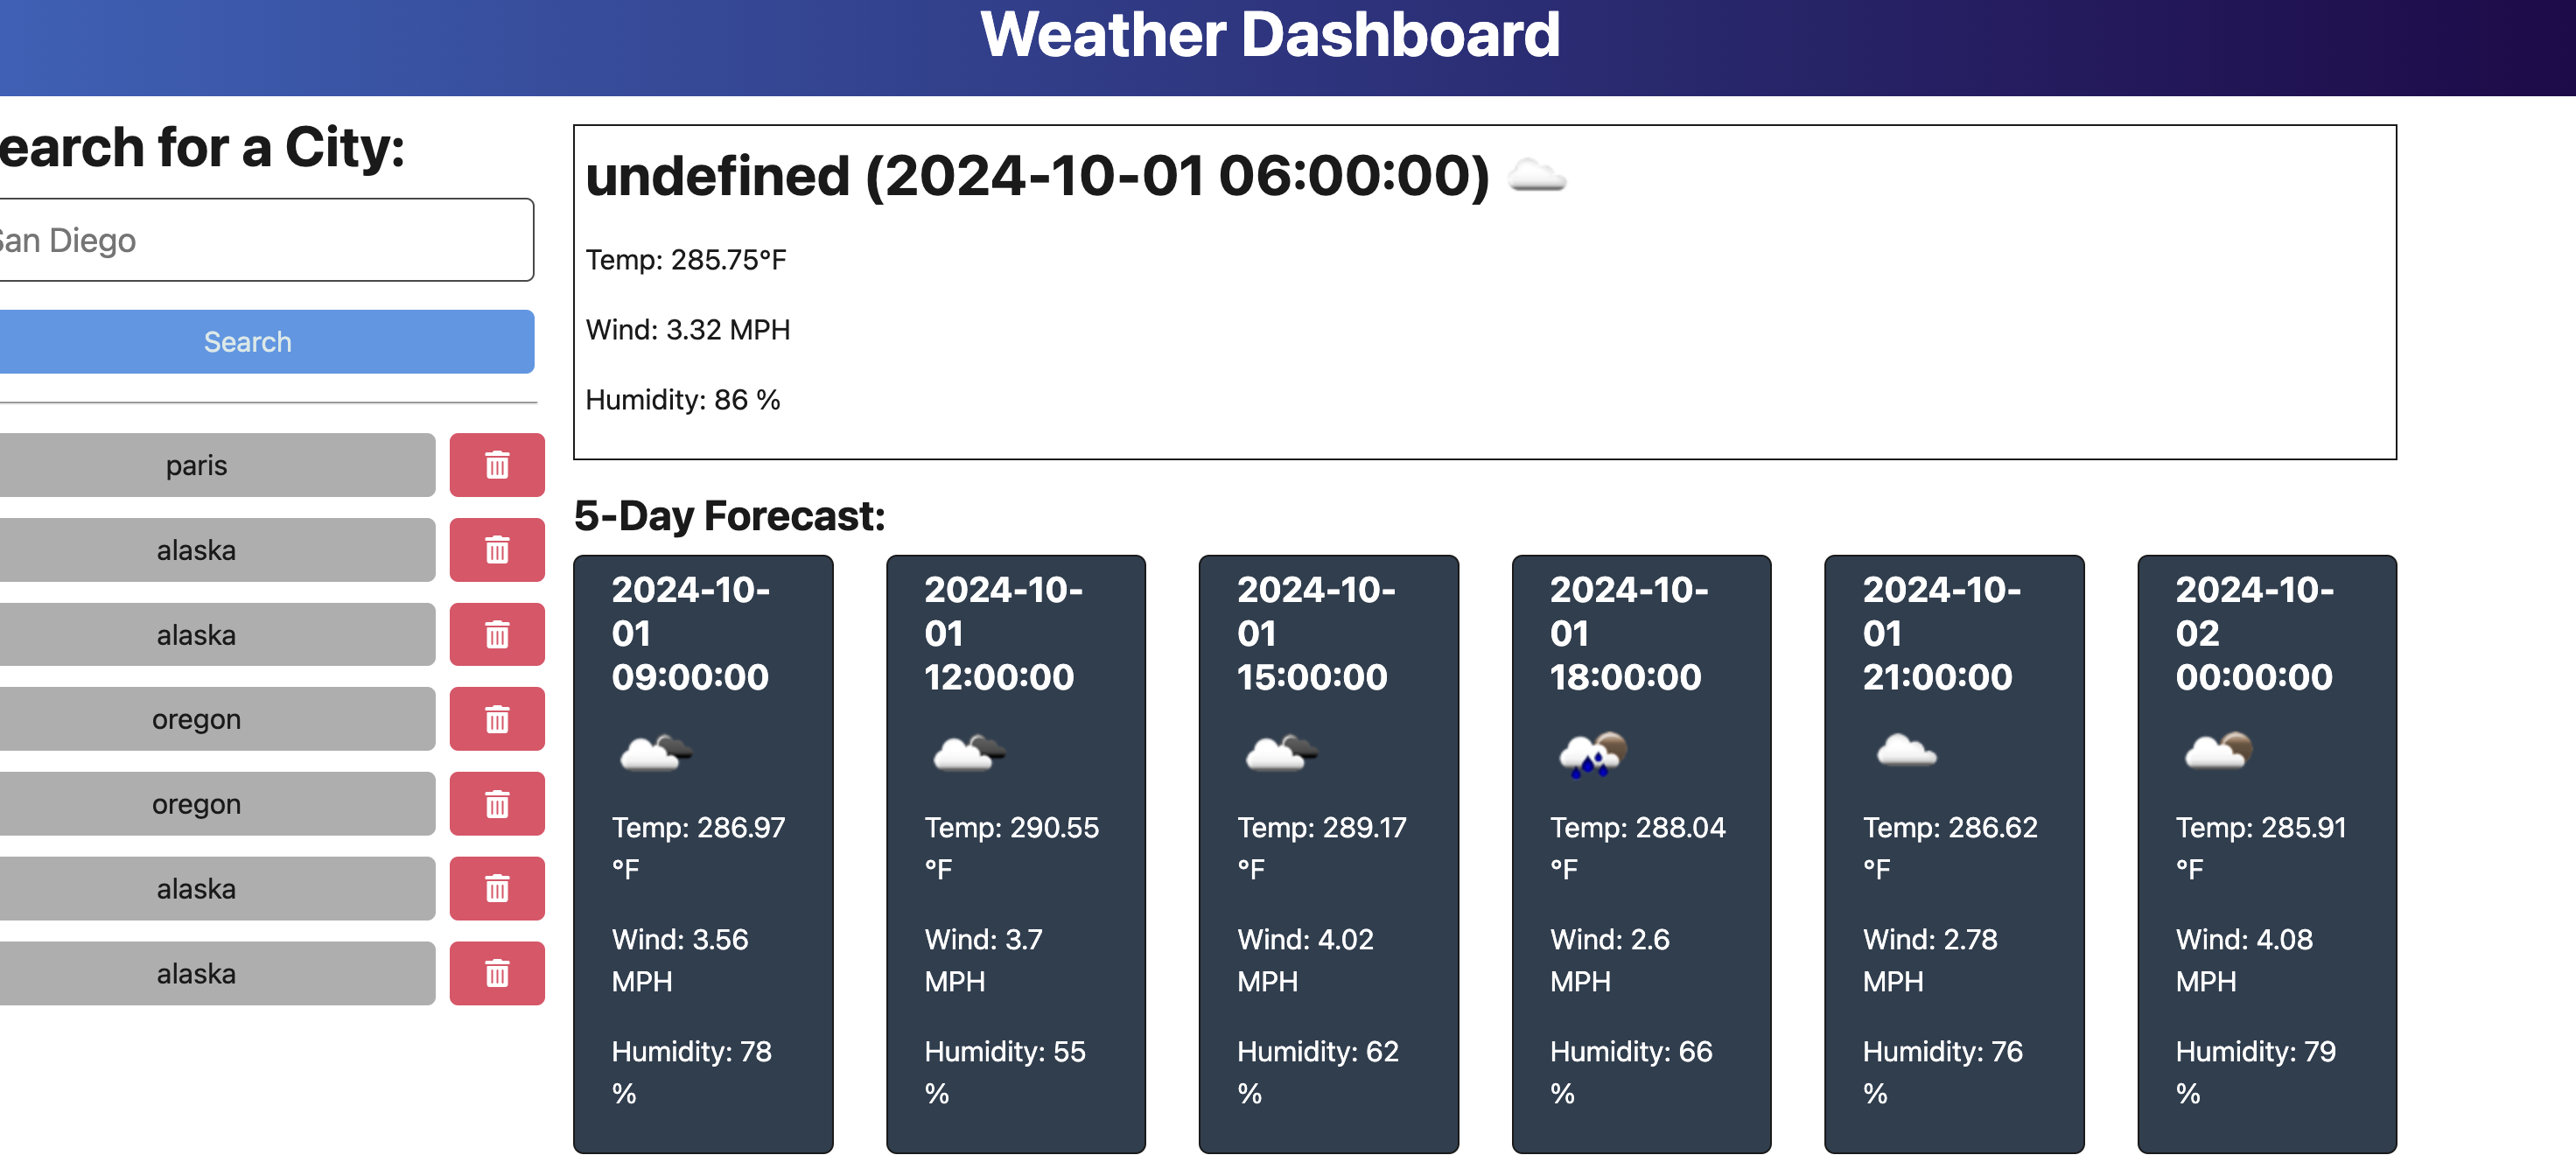 Weather Dashboard
earch for a City:
San Diego
Search
paris
alaska
alaska
oregon
oregon
alaska
alaska
undefined (2024-10-01 06:00:00)
Temp: 285.75°F
Wind: 3.32 MPH
Humidity: 86 %
5-Day Forecast:
2024-10-
01
09:00:00
Temp: 286.97
°F
Wind: 3.56
MPH
Humidity: 78
%
2024-10-
01
12:00:00
Temp: 290.55
°F
Wind: 3.7
MPH
Humidity: 55
%
2024-10-
01
15:00:00
Temp: 289.17
°F
Wind: 4.02
MPH
Humidity: 62
%
2024-10-
01
18:00:00
Temp: 288.04
°F
Wind: 2.6
MPH
Humidity: 66
%
2024-10-
01
21:00:00
Temp: 286.62
°F
Wind: 2.78
MPH
Humidity: 76
%
2024-10-
02
00:00:00
Temp: 285.91
°F
Wind: 4.08
MPH
Humidity: 79
%